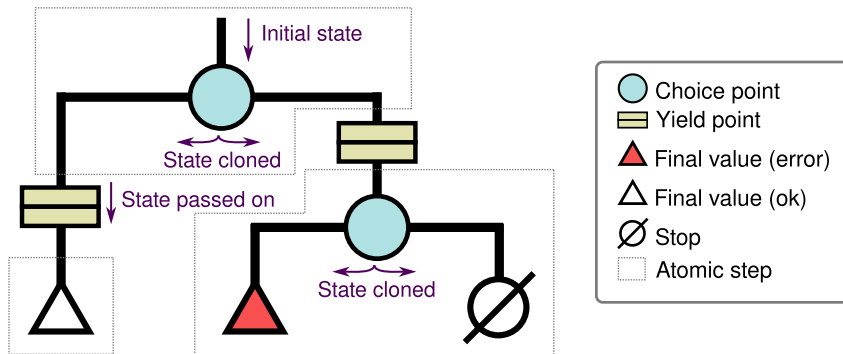 Initial state
State cloned
State passed on
State cloned
Choice point
Yield point
Final value (error)
Final value (ok)
Stop
Atomic step